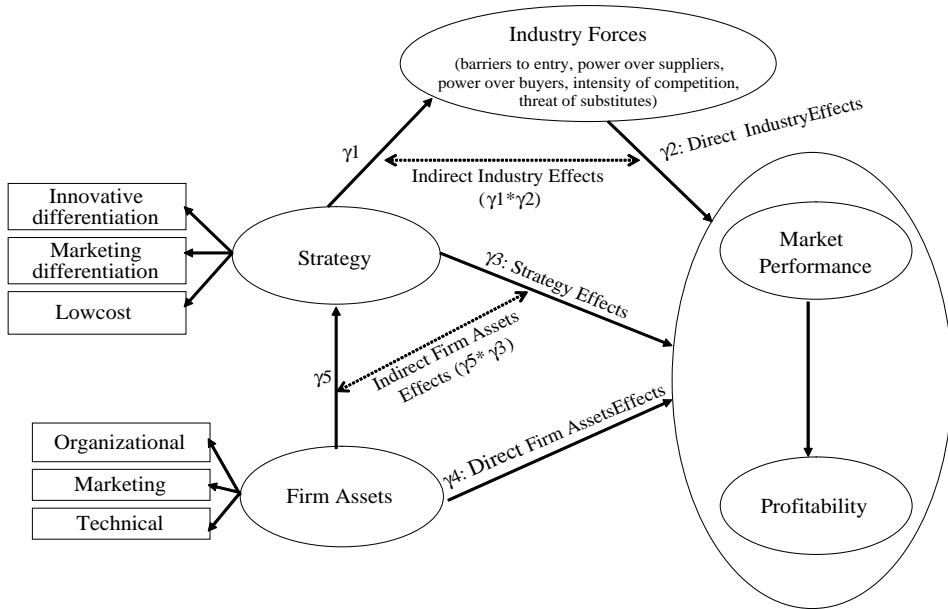 Industry Forces
(barriers to entry, power over suppliers,
power over buyers, intensity of competition,
threat of substitutes)
γ1
γ2: Direct IndustryEffects
Indirect Industry Effects
(γ1*γ2)
Innovative
differentiation
Marketing
differentiation
Lowcost
Strategy
γ3: Strategy Effects
Market
Performance
γ5
Indirect Firm Assets
Effects (γ5* γ3)
Organizational
Marketing
Technical
Firm Assets
γ4: Direct Firm AssetsEffects
Profitability